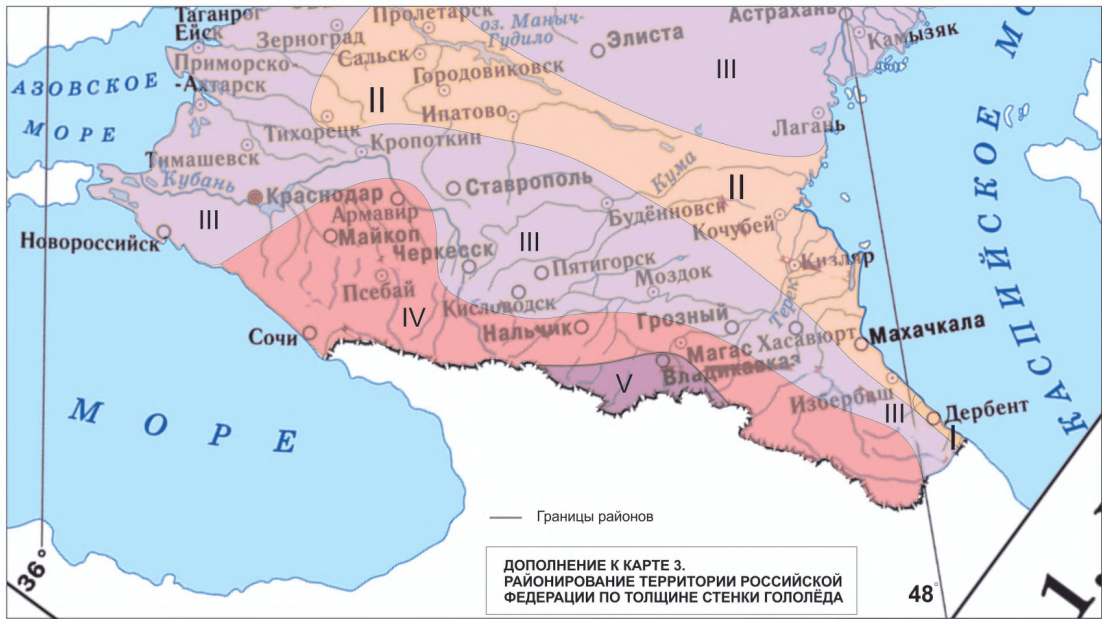 Таганрог
Ейск
Приморско-
-Ахтарск
АЗОВСКОЕ
МОРЕ
Зерноград
Пролетарск
оз. Маныч-
Гудило
Сальск
Городовиковск
II
Ипатово
Элиста
III
Астрахань
Камызяк
Лагань
Тихорецк
Кропоткин
Тимашевск
Кубань
Краснодар
Ставрополь
Кума
II
Будённовск
Кочубей
III
Новороссийск
Армавир
Майкоп
Черкесск
III
Пятигорск
Моздок
Кизляр
Терек
Псебай
IV
Кисловодск
Нальчик
Грозный
Хасавюрт
Махачкала
Сочи
Магас
Владикавказ
V
Избербаш
III
Дербент
I
КАСПИЙСКОЕ
МО
МОРЕ
Границы районов
ДОПОЛНЕНИЕ К КАРТЕ 3.
РАЙОНИРОВАНИЕ ТЕРРИТОРИИ РОССИЙСКОЙ
ФЕДЕРАЦИИ ПО ТОЛЩИНЕ СТЕНКИ ГОЛОЛЁДА
36°
48°